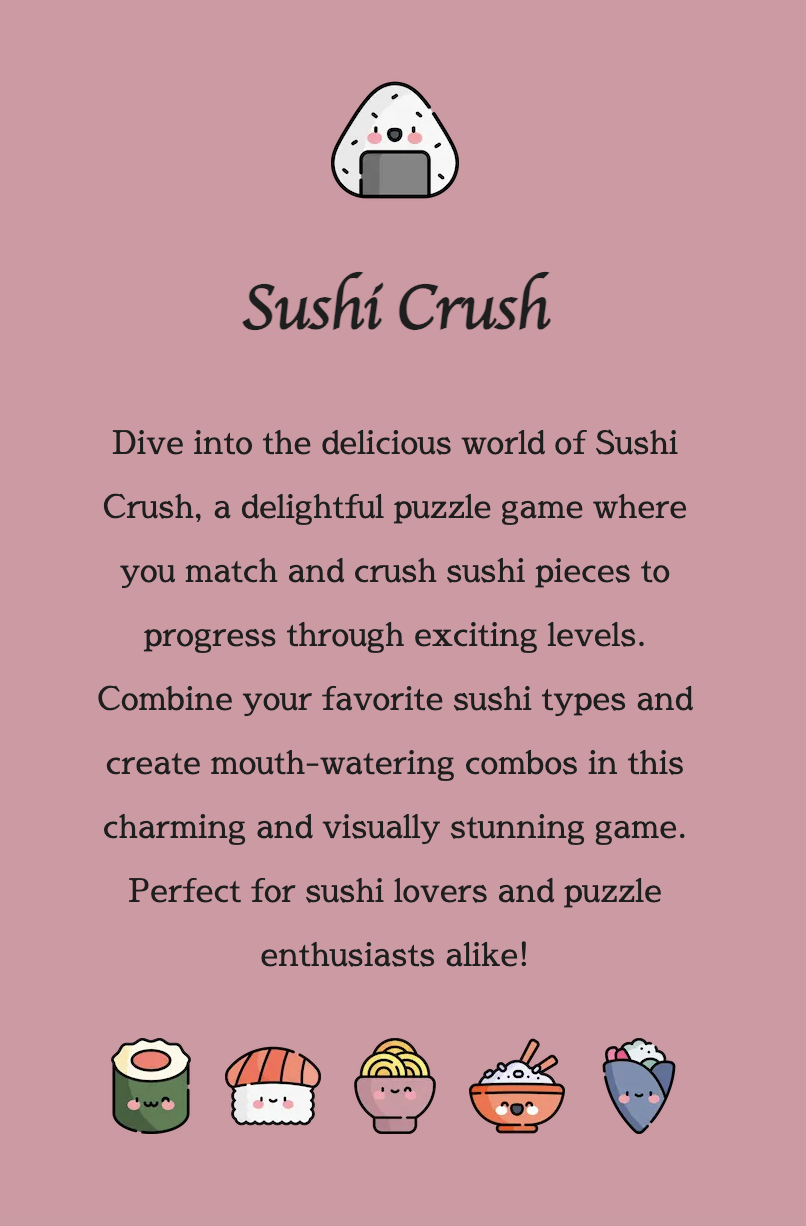 Sushi Crush
Dive into the delicious world of Sushi
Crush, a delightful puzzle game where
you match and crush sushi pieces to
progress through exciting levels.
Combine your favorite sushi types and
create mouth-watering combos in this
charming and visually stunning game.
Perfect for sushi lovers and puzzle
enthusiasts alike!